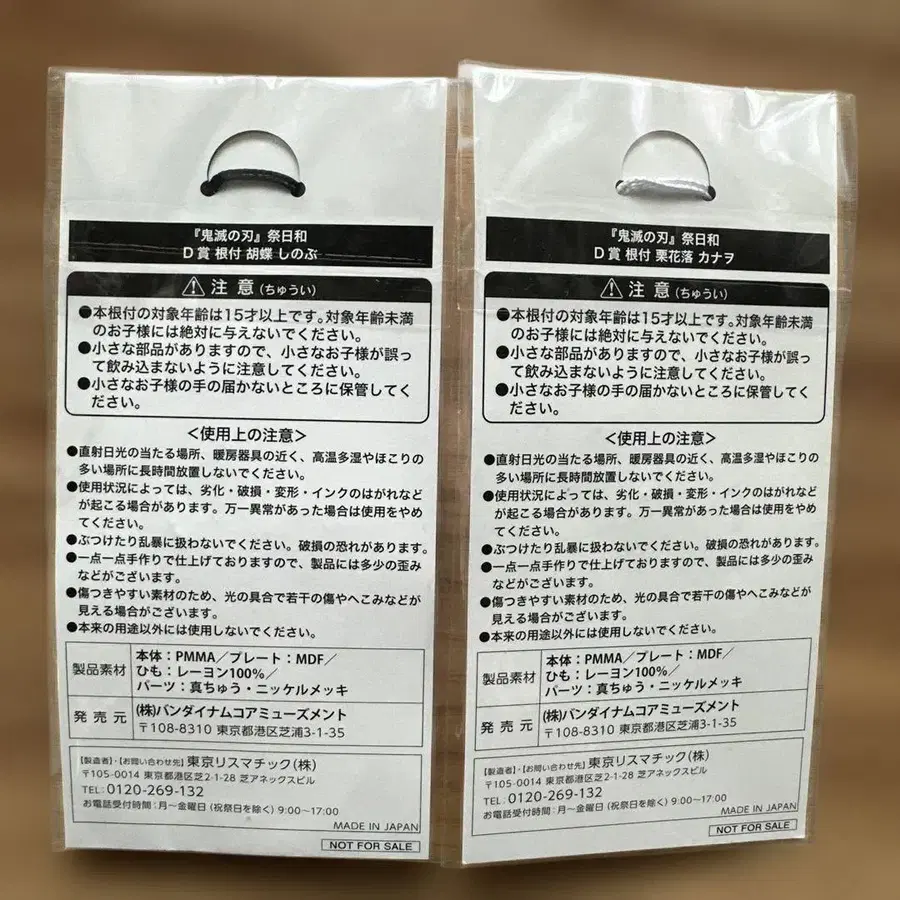 『鬼滅の刃』祭日和
D賞 根付 胡蝶 しのぶ
⚠ 注 意 (ちゅうい)
●本根付の対象年齢は15才以上です。対象年齢未満
のお子様には絶対に与えないでください。
●小さな部品がありますので、小さなお子様が誤っ
て飲み込まないように注意してください。
●小さなお子様の手の届かないところに保管してく
ださい。
<使用上の注意>
●直射日光の当たる場所、暖房器具の近く、高温多湿やほこりの
多い場所に長時間放置しないでください。
●使用状況によっては、劣化・破損・変形・インクのはがれなど
が起こる場合があります。万一異常があった場合は使用をやめ
てください。
●ぶつけたり乱暴に扱わないでください。破損の恐れがあります。
●一点一点手作りで仕上げておりますので、製品には多少の歪み
などがございます。
●傷つきやすい素材のため、光の具合で若干の傷やへこみなどが
見える場合がございます。
●本来の用途以外には使用しないでください。
製品素材
本体：PMMA／プレート：MDF／
ひも：レーヨン100%／
パーツ：真ちゅう・ニッケルメッキ
発 売 元
(株)バンダイナムコアミューズメント
〒108-8310 東京都港区芝浦3-1-35
【製造者】・【お問い合わせ先】東京リスマチック(株)
〒105-0014 東京都港区芝2-1-28 芝アネックスビル
TEL：0120-269-132
お電話受付時間：月～金曜日(祝祭日を除く) 9:00～17:00
MADE IN JAPAN
NOT FOR SALE
『鬼滅の刃』祭日和
D賞 根付 栗花落 カナヲ
⚠ 注 意 (ちゅうい)
●本根付の対象年齢は15才以上です。対象年齢未満
のお子様には絶対に与えないでください。
●小さな部品がありますので、小さなお子様が誤っ
て飲み込まないように注意してください。
●小さなお子様の手の届かないところに保管してく
ださい。
<使用上の注意>
●直射日光の当たる場所、暖房器具の近く、高温多湿やほこりの
多い場所に長時間放置しないでください。
●使用状況によっては、劣化・破損・変形・インクのはがれなど
が起こる場合があります。万一異常があった場合は使用をやめ
てください。
●ぶつけたり乱暴に扱わないでください。破損の恐れがあります。
●一点一点手作りで仕上げておりますので、製品には多少の歪み
などがございます。
●傷つきやすい素材のため、光の具合で若干の傷やへこみなどが
見える場合がございます。
●本来の用途以外には使用しないでください。
製品素材
本体：PMMA／プレート：MDF／
ひも：レーヨン100%／
パーツ：真ちゅう・ニッケルメッキ
発 売 元
(株)バンダイナムコアミューズメント
〒108-8310 東京都港区芝浦3-1-35
【製造者】・【お問い合わせ先】東京リスマチック(株)
〒105-0014 東京都港区芝2-1-28 芝アネックスビル
TEL：0120-269-132
お電話受付時間：月～金曜日(祝祭日を除く) 9:00～17:00
MADE IN JAPAN
NOT FOR SALE